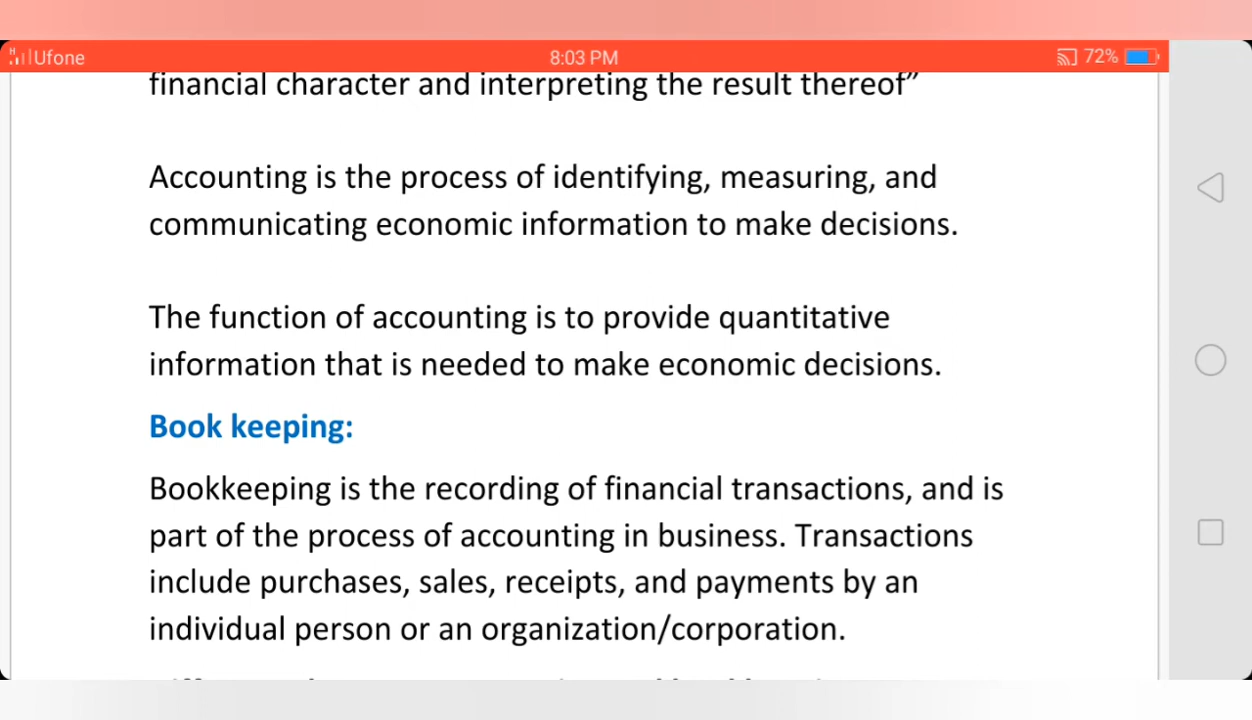 Ufone
8:03 PM
72%
financial character and interpreting the result thereof”
Accounting is the process of identifying, measuring, and
communicating economic information to make decisions.
The function of accounting is to provide quantitative
information that is needed to make economic decisions.
Book keeping:
Bookkeeping is the recording of financial transactions, and is
part of the process of accounting in business. Transactions
include purchases, sales, receipts, and payments by an
individual person or an organization/corporation.